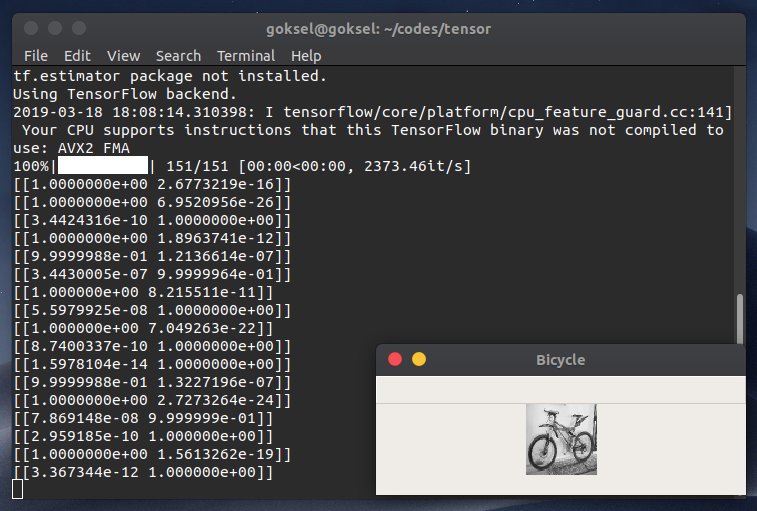 goksel@goksel: ~/codes/tensor
File Edit View Search Terminal Help
tf.estimator package not installed.
Using TensorFlow backend.
2019-03-18 18:08:14.310398: I tensorflow/core/platform/cpu_feature_guard.cc:141]
Your CPU supports instructions that this TensorFlow binary was not compiled to
use: AVX2 FMA
100%|██████████| 151/151 [00:00<00:00, 2373.46it/s]
[[1.0000000e+00 2.6773219e-16]]
[[1.0000000e+00 6.9520956e-26]]
[[3.4424316e-10 1.0000000e+00]]
[[1.0000000e+00 1.8963741e-12]]
[[9.9999988e-01 1.2136614e-07]]
[[3.4430005e-07 9.9999964e-01]]
[[1.000000e+00 8.215511e-11]]
[[5.5979925e-08 1.0000000e+00]]
[[1.000000e+00 7.049263e-22]]
[[8.7400337e-10 1.0000000e+00]]
[[1.5978104e-14 1.0000000e+00]]
[[9.9999988e-01 1.3227196e-07]]
[[1.0000000e+00 2.7273264e-24]]
[[7.869148e-08 9.999999e-01]]
[[2.959185e-10 1.000000e+00]]
[[1.0000000e+00 1.5613262e-19]]
[[3.367344e-12 1.000000e+00]]
Bicycle